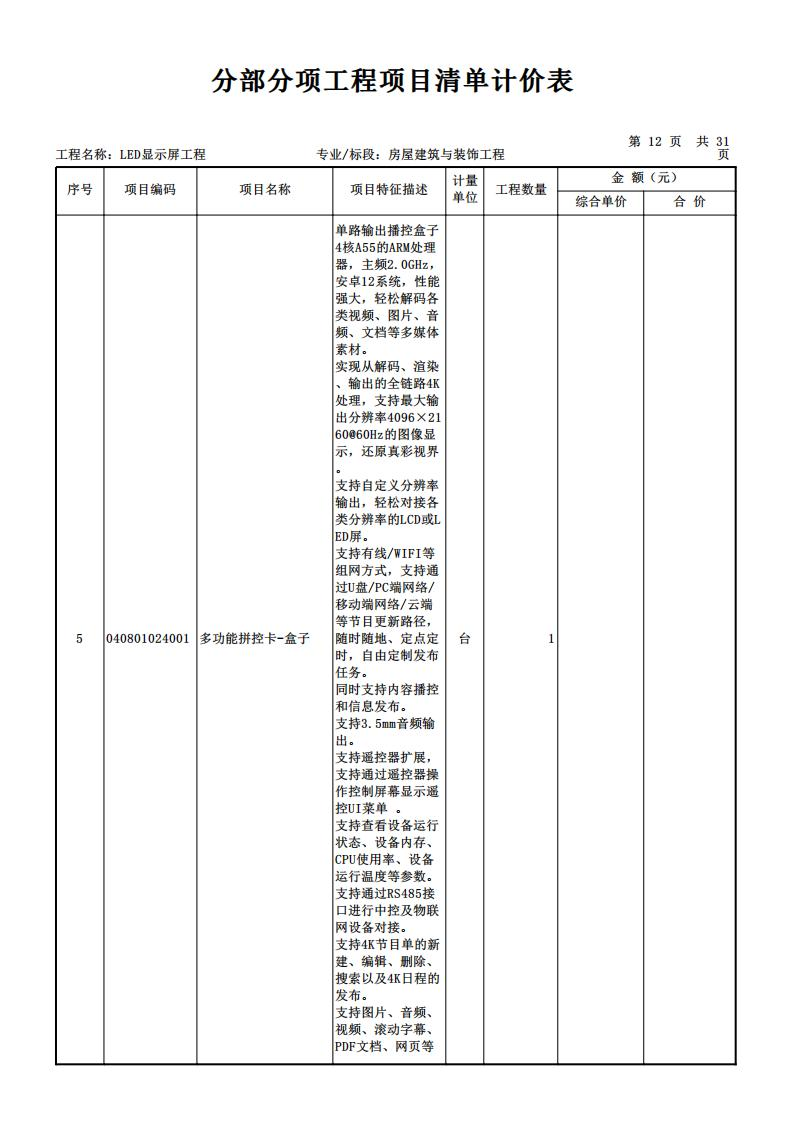 分部分项工程项目清单计价表
第 12 页 共 31
页
工程名称：LED显示屏工程 专业/标段：房屋建筑与装饰工程
序号 项目编码 项目名称 项目特征描述 计量单位 工程数量 金 额（元）
综合单价 合 价
单路输出播控盒子
4核A55的ARM处理
器，主频2.0GHz，
安卓12系统，性能
强大，轻松解码各
类视频、图片、音
频、文档等多媒体
素材。
实现从解码、渲染
、输出的全链路4K
处理，支持最大输
出分辨率4096×21
60@60Hz的图像显
示，还原真彩视界
。
支持自定义分辨率
输出，轻松对接各
类分辨率的LCD或L
ED屏。
支持有线/WIFI等
组网方式，支持通
过U盘/PC端网络/
移动端网络/云端
等节目更新路径，
5 040801024001 多功能拼控卡-盒子 随时随地、定点定 台 1
时，自由定制发布
任务。
同时支持内容播控
和信息发布。
支持3.5mm音频输
出。
支持遥控器扩展，
支持通过遥控器操
作控制屏幕显示遥
控UI菜单 。
支持查看设备运行
状态、设备内存、
CPU使用率、设备
运行温度等参数。
支持通过RS485接
口进行中控及物联
网设备对接。
支持4K节目单的新
建、编辑、删除、
搜索以及4K日程的
发布。
支持图片、音频、
视频、滚动字幕、
PDF文档、网页等